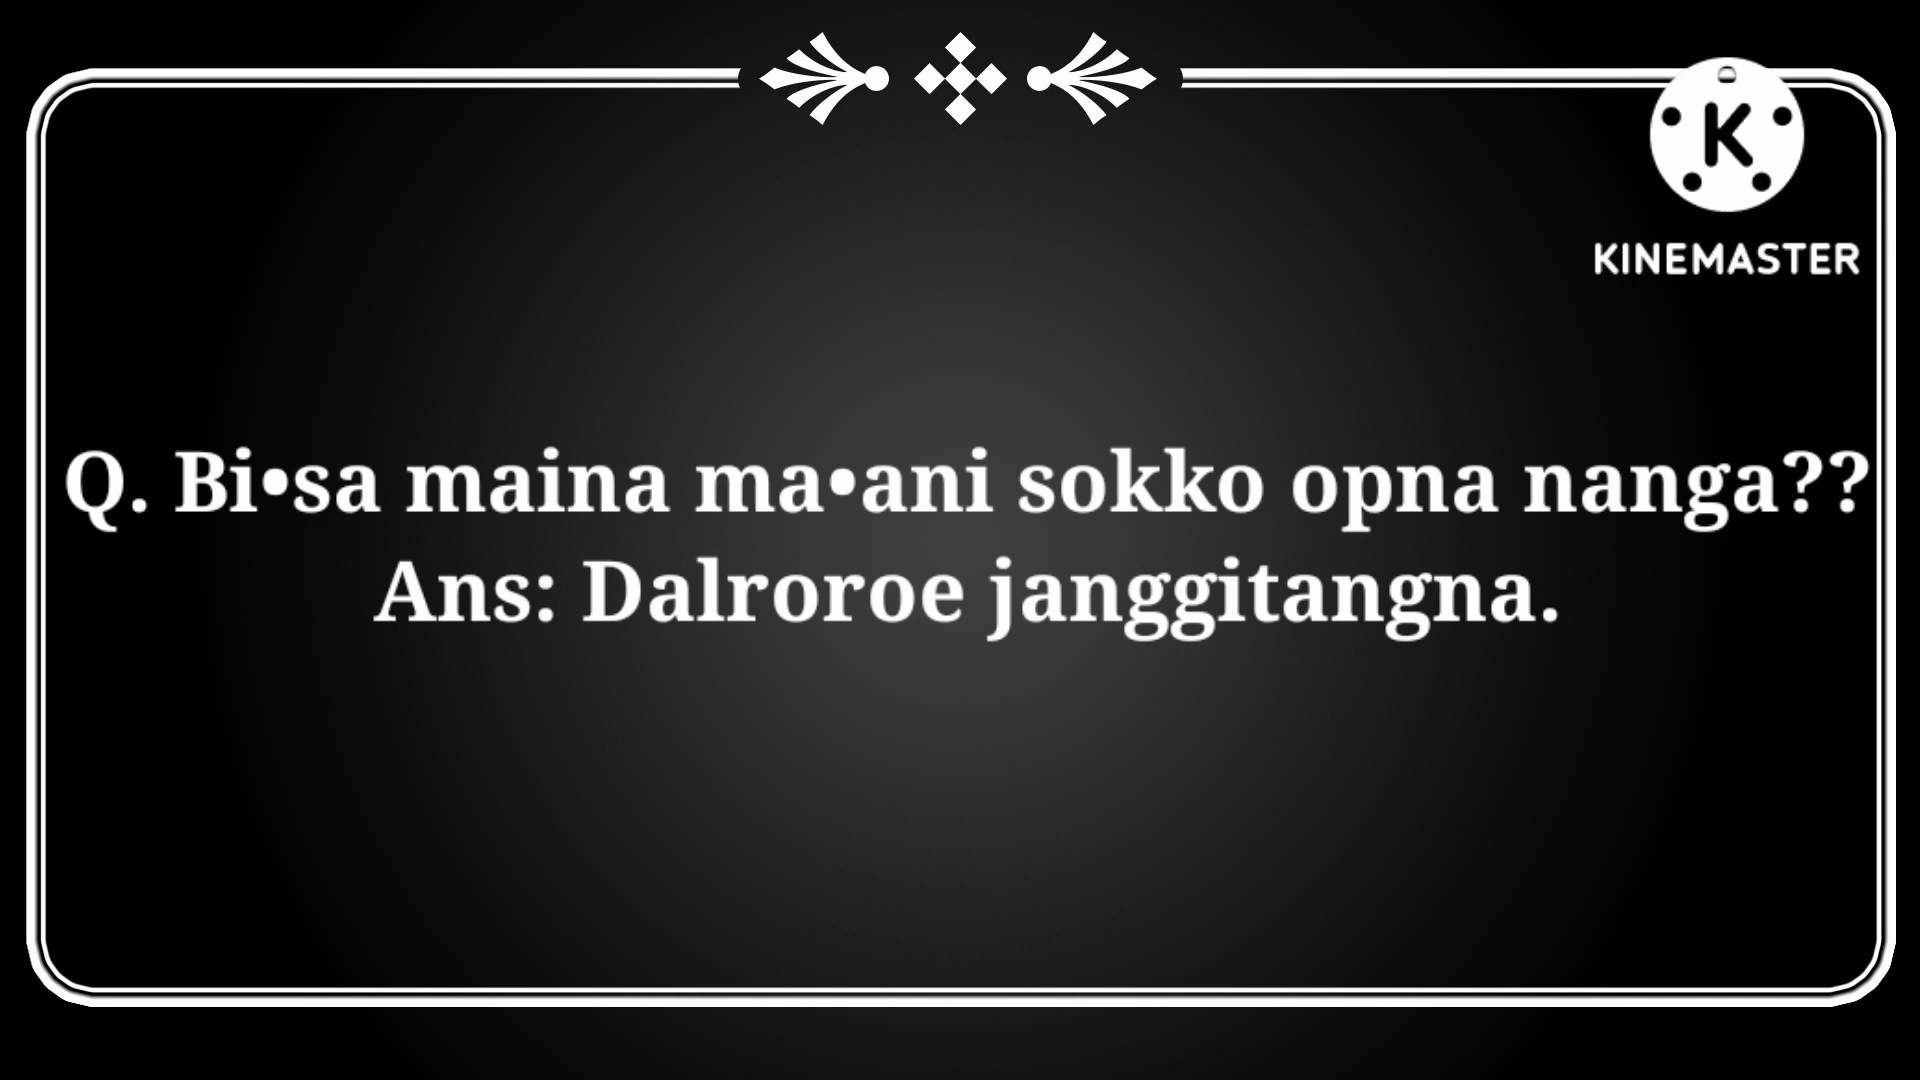 K
KINEMASTER
Q. Bi•sa maina ma•ani sokko opna nanga??
Ans: Dalroroe janggitangna.